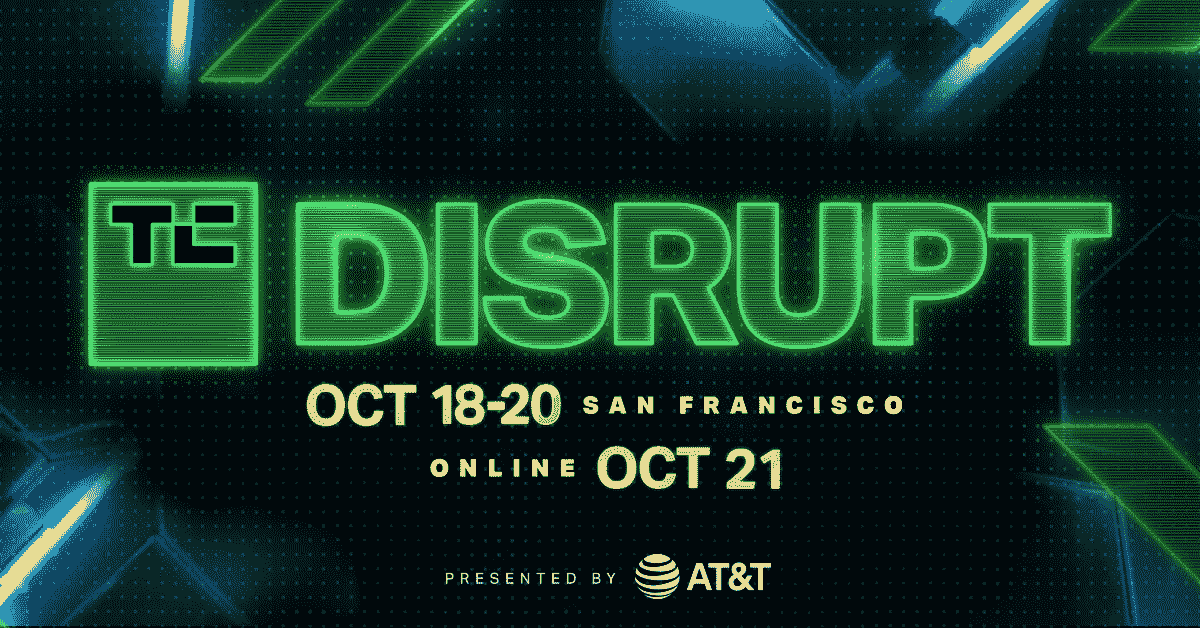 TC DISRUPT
OCT 18-20 SAN FRANCISCO
ONLINE OCT 21
PRESENTED BY AT&T